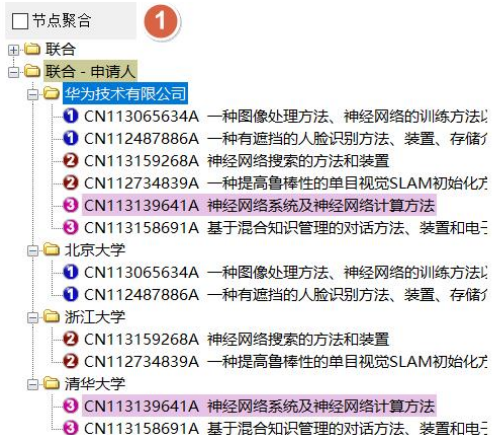 节点聚合 1
联合
联合 - 申请人
华为技术有限公司
1 CN113065634A 一种图像处理方法、神经网络的训练方法以
1 CN112487886A 一种有遮挡的人脸识别方法、装置、存储介
2 CN113159268A 神经网络搜索的方法和装置
2 CN112734839A 一种提高鲁棒性的单目视觉SLAM初始化方
3 CN113139641A 神经网络系统及神经网络计算方法
3 CN113158691A 基于混合知识管理的对话方法、装置和电子
北京大学
1 CN113065634A 一种图像处理方法、神经网络的训练方法以
1 CN112487886A 一种有遮挡的人脸识别方法、装置、存储介
浙江大学
2 CN113159268A 神经网络搜索的方法和装置
2 CN112734839A 一种提高鲁棒性的单目视觉SLAM初始化方
清华大学
3 CN113139641A 神经网络系统及神经网络计算方法
3 CN113158691A 基于混合知识管理的对话方法、装置和电子